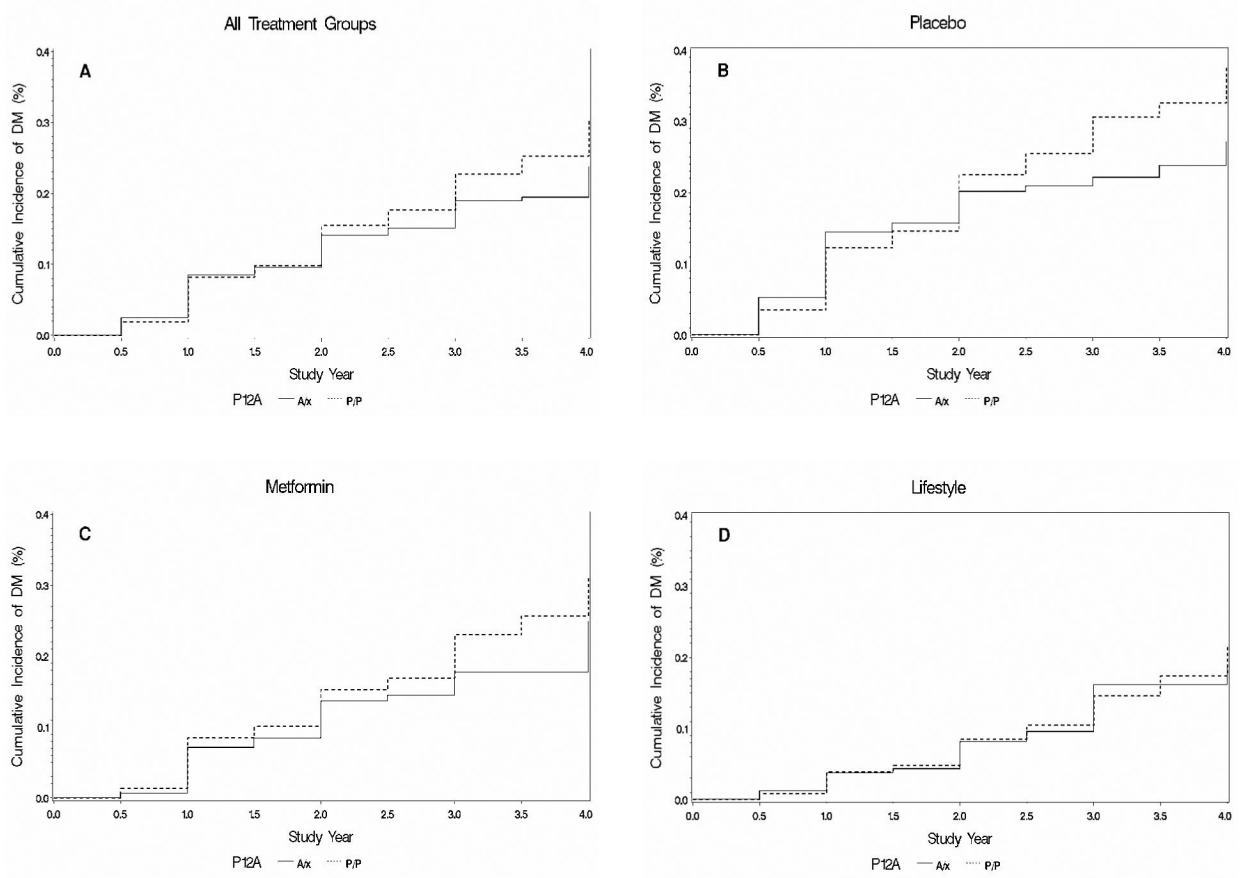 All Treatment Groups
A
Cumulative Incidence of DM (%)
0.4
0.3
0.2
0.1
0.0
0.0 0.5 1.0 1.5 2.0 2.5 3.0 3.5 4.0
Study Year
P12A A/x P/P
Placebo
B
Cumulative Incidence of DM (%)
0.4
0.3
0.2
0.1
0.0
0.0 0.5 1.0 1.5 2.0 2.5 3.0 3.5 4.0
Study Year
P12A A/x P/P
Metformin
C
Cumulative Incidence of DM (%)
0.4
0.3
0.2
0.1
0.0
0.0 0.5 1.0 1.5 2.0 2.5 3.0 3.5 4.0
Study Year
P12A A/x P/P
Lifestyle
D
Cumulative Incidence of DM (%)
0.4
0.3
0.2
0.1
0.0
0.0 0.5 1.0 1.5 2.0 2.5 3.0 3.5 4.0
Study Year
P12A A/x P/P